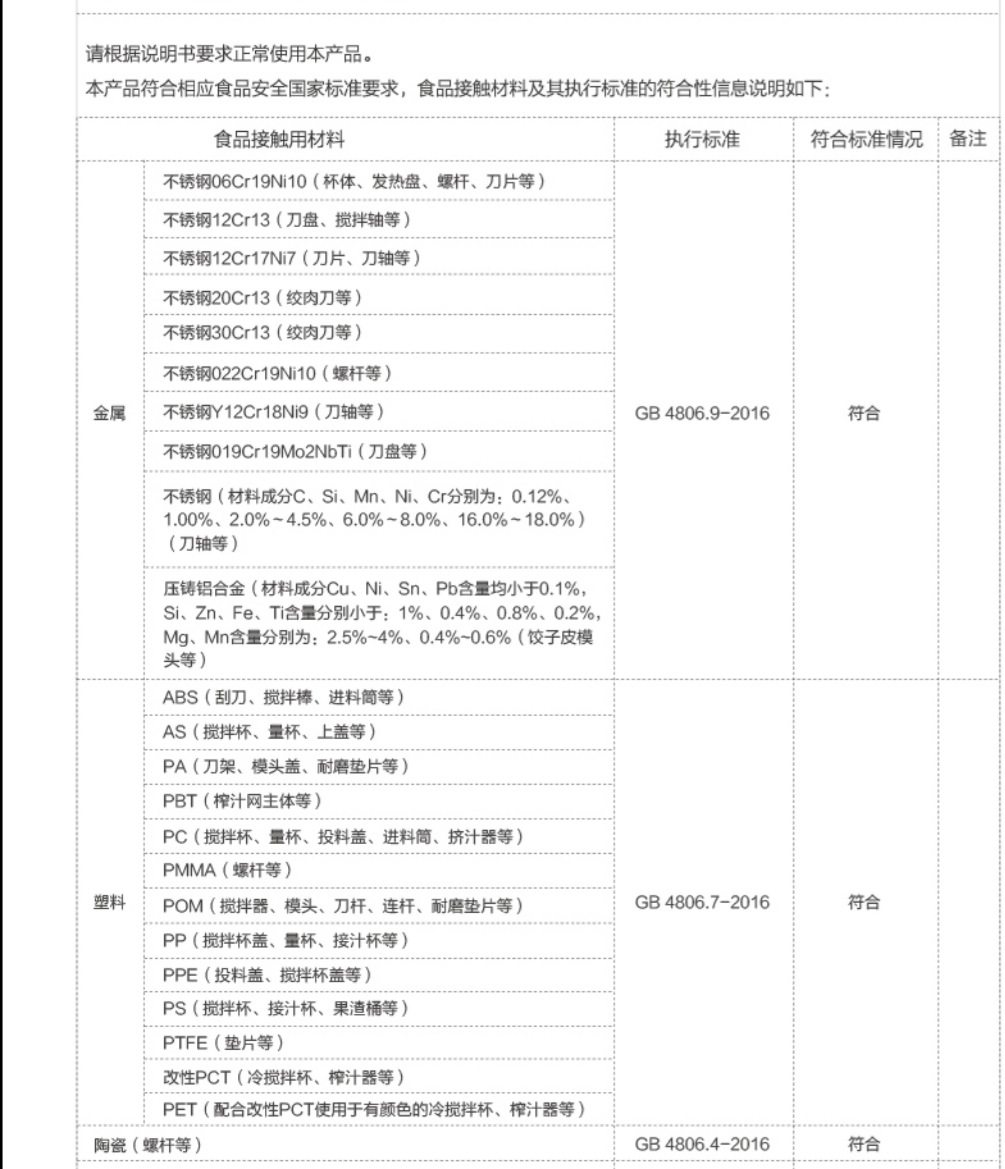 请根据说明书要求正常使用本产品。
本产品符合相应食品安全国家标准要求，食品接触材料及其执行标准的符合性信息说明如下：
食品接触用材料 执行标准 符合标准情况 备注
不锈钢06Cr19Ni10（杯体、发热盘、螺杆、刀片等）
不锈钢12Cr13（刀盘、搅拌轴等）
不锈钢12Cr17Ni7（刀片、刀轴等）
不锈钢20Cr13（绞肉刀等）
不锈钢30Cr13（绞肉刀等）
不锈钢022Cr19Ni10（螺杆等）
金属 不锈钢Y12Cr18Ni9（刀轴等） GB 4806.9-2016 符合
不锈钢019Cr19Mo2NbTi（刀盘等）
不锈钢（材料成分C、Si、Mn、Ni、Cr分别为：0.12%、
1.00%、2.0%~4.5%、6.0%~8.0%、16.0%~18.0%）
（刀轴等）
压铸铝合金（材料成分Cu、Ni、Sn、Pb含量均小于0.1%，
Si、Zn、Fe、Ti含量分别小于：1%、0.4%、0.8%、0.2%，
Mg、Mn含量分别为：2.5%~4%、0.4%~0.6%（饺子皮模
头等）
ABS（刮刀、搅拌棒、进料筒等）
AS（搅拌杯、量杯、上盖等）
PA（刀架、模头盖、耐磨垫片等）
PBT（榨汁网主体等）
PC（搅拌杯、量杯、投料盖、进料筒、挤汁器等）
PMMA（螺杆等）
塑料 POM（搅拌器、模头、刀杆、连杆、耐磨垫片等） GB 4806.7-2016 符合
PP（搅拌杯盖、量杯、接汁杯等）
PPE（投料盖、搅拌杯盖等）
PS（搅拌杯、接汁杯、果渣桶等）
PTFE（垫片等）
改性PCT（冷搅拌杯、榨汁器等）
PET（配合改性PCT使用于有颜色的冷搅拌杯、榨汁器等）
陶瓷（螺杆等） GB 4806.4-2016 符合